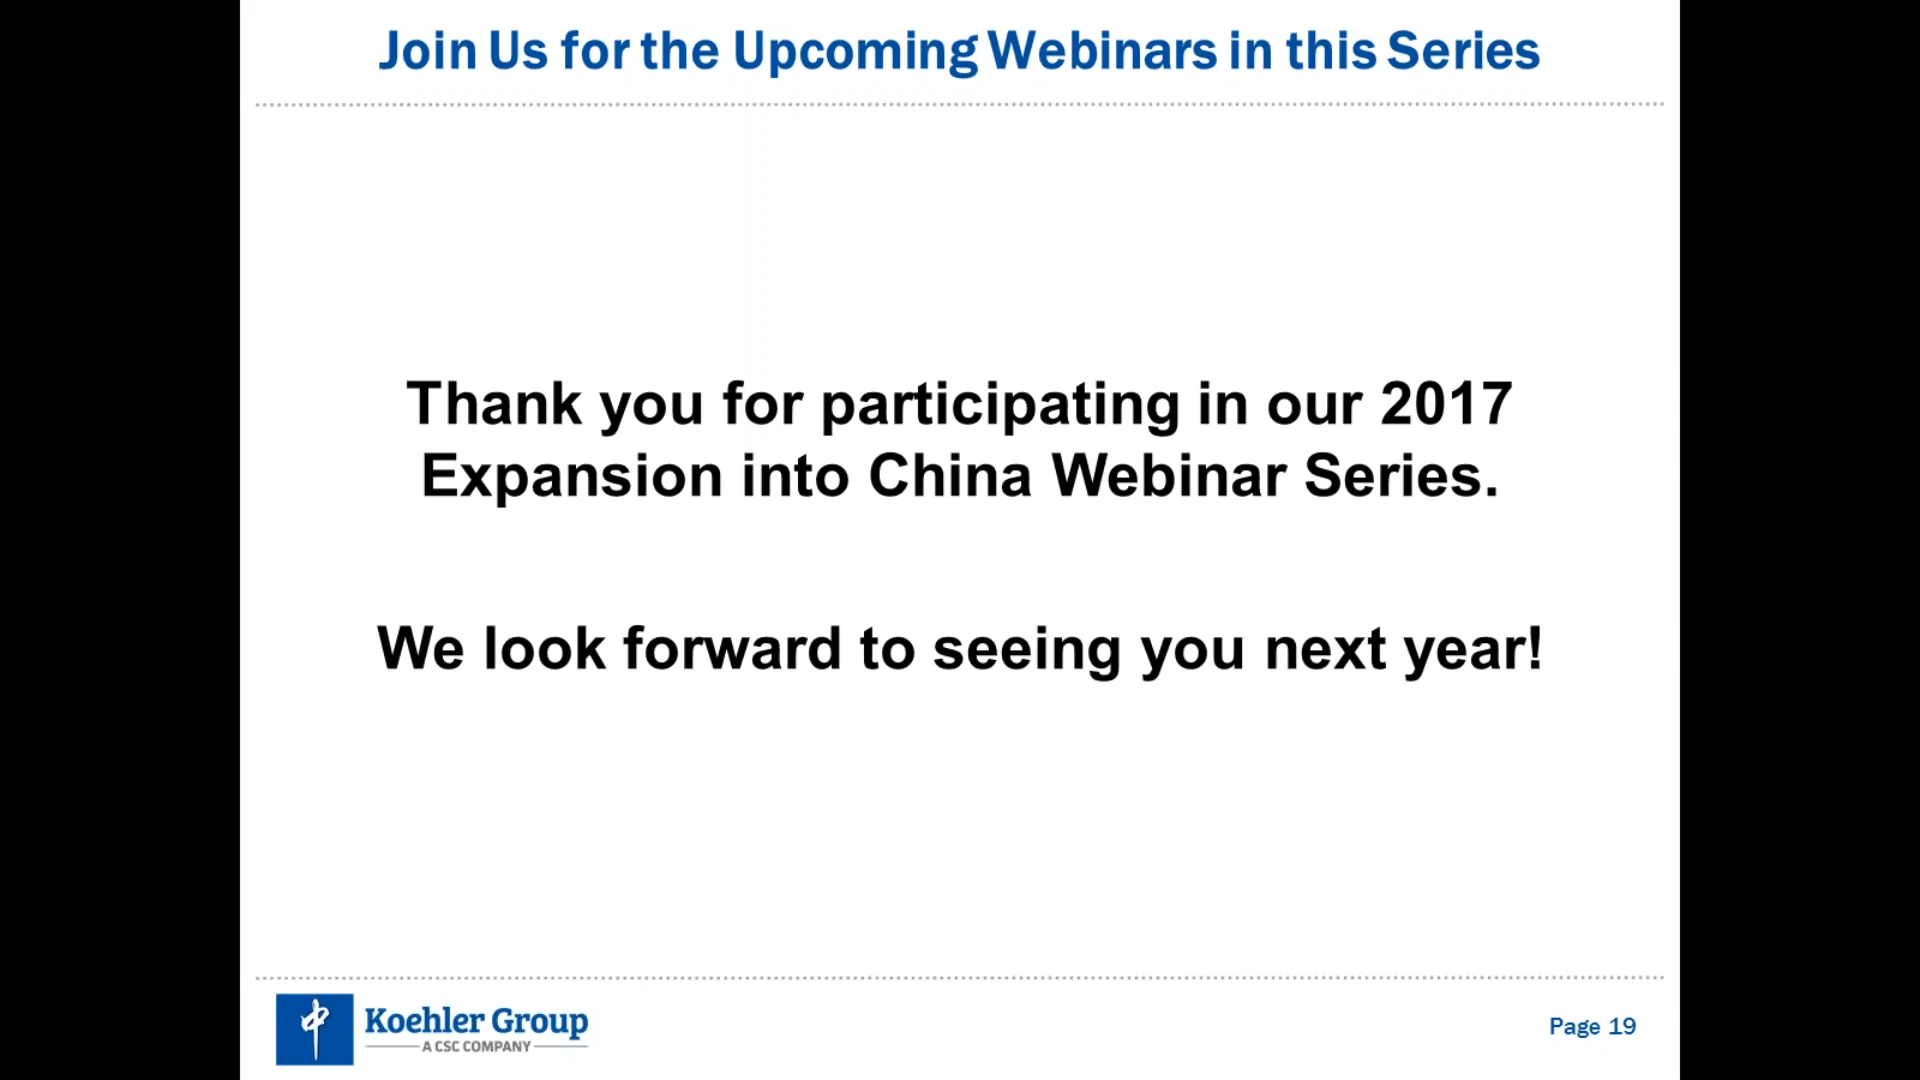 Join Us for the Upcoming Webinars in this Series
Thank you for participating in our 2017
Expansion into China Webinar Series.
We look forward to seeing you next year!
Koehler Group
A CSC COMPANY
Page 19